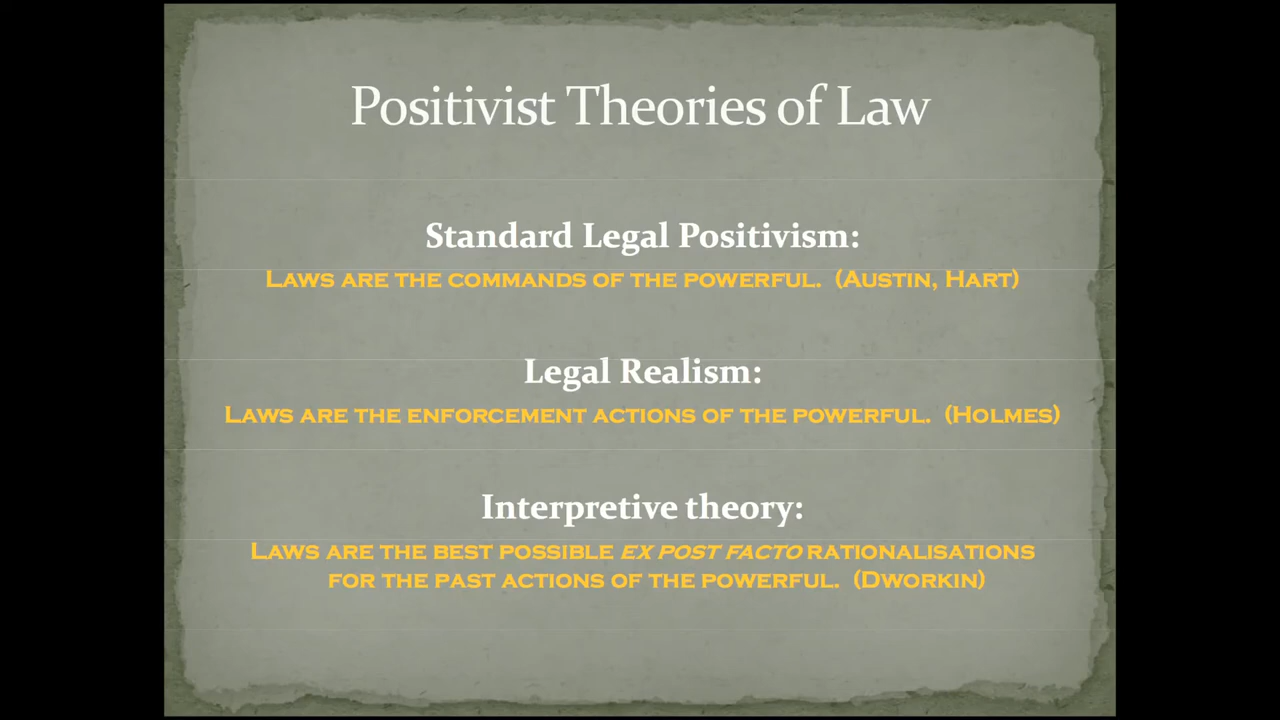 Positivist Theories of Law
Standard Legal Positivism:
Laws are the commands of the powerful. (Austin, Hart)
Legal Realism:
Laws are the enforcement actions of the powerful. (Holmes)
Interpretive theory:
Laws are the best possible ex post facto rationalisations
for the past actions of the powerful. (Dworkin)